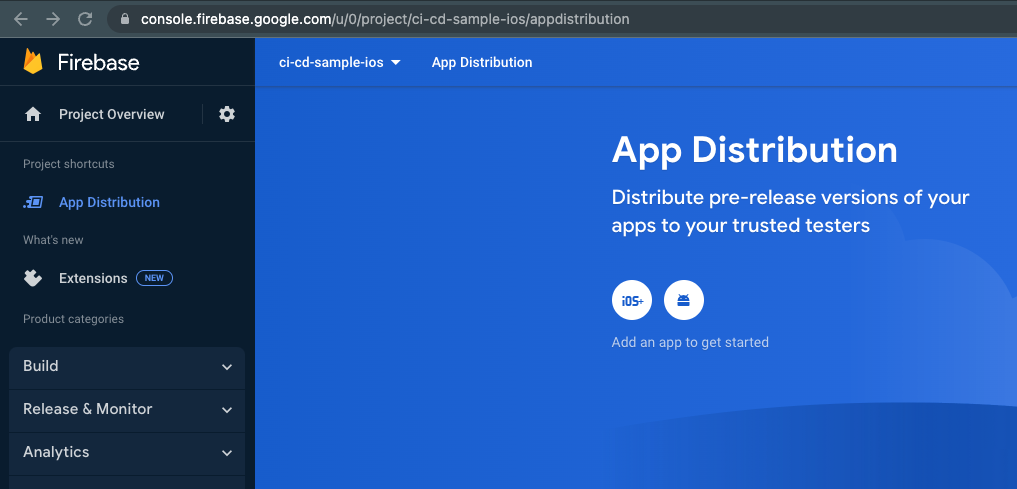 console.firebase.google.com/u/0/project/ci-cd-sample-ios/appdistribution
Firebase
ci-cd-sample-ios
App Distribution
Project Overview
Project shortcuts
App Distribution
What's new
Extensions NEW
Product categories
Build
Release & Monitor
Analytics
App Distribution
Distribute pre-release versions of your
apps to your trusted testers
iOS+
Add an app to get started